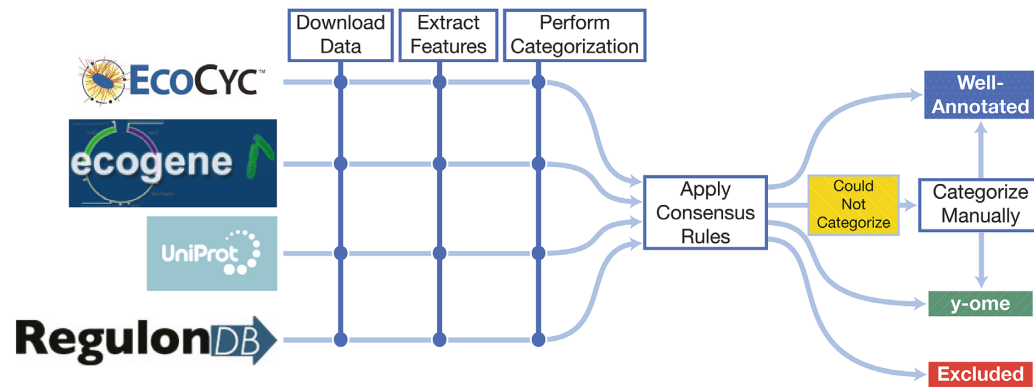 Download
Data
Extract
Features
Perform
Categorization
EcoCyc™
ecogene
UniProt
RegulonDB
Apply
Consensus
Rules
Well-
Annotated
Could
Not
Categorize
Categorize
Manually
y-ome
Excluded